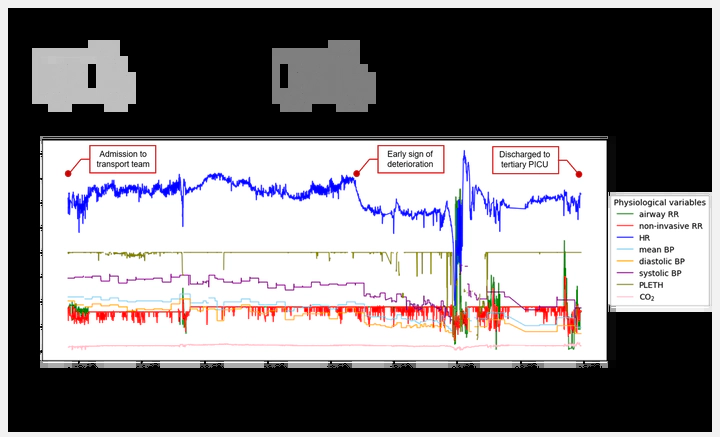 Admission to
transport team
Early sign of
deterioration
Discharged to
tertiary PICU
Physiological variables
airway RR
non-invasive RR
HR
mean BP
diastolic BP
systolic BP
PLETH
CO₂